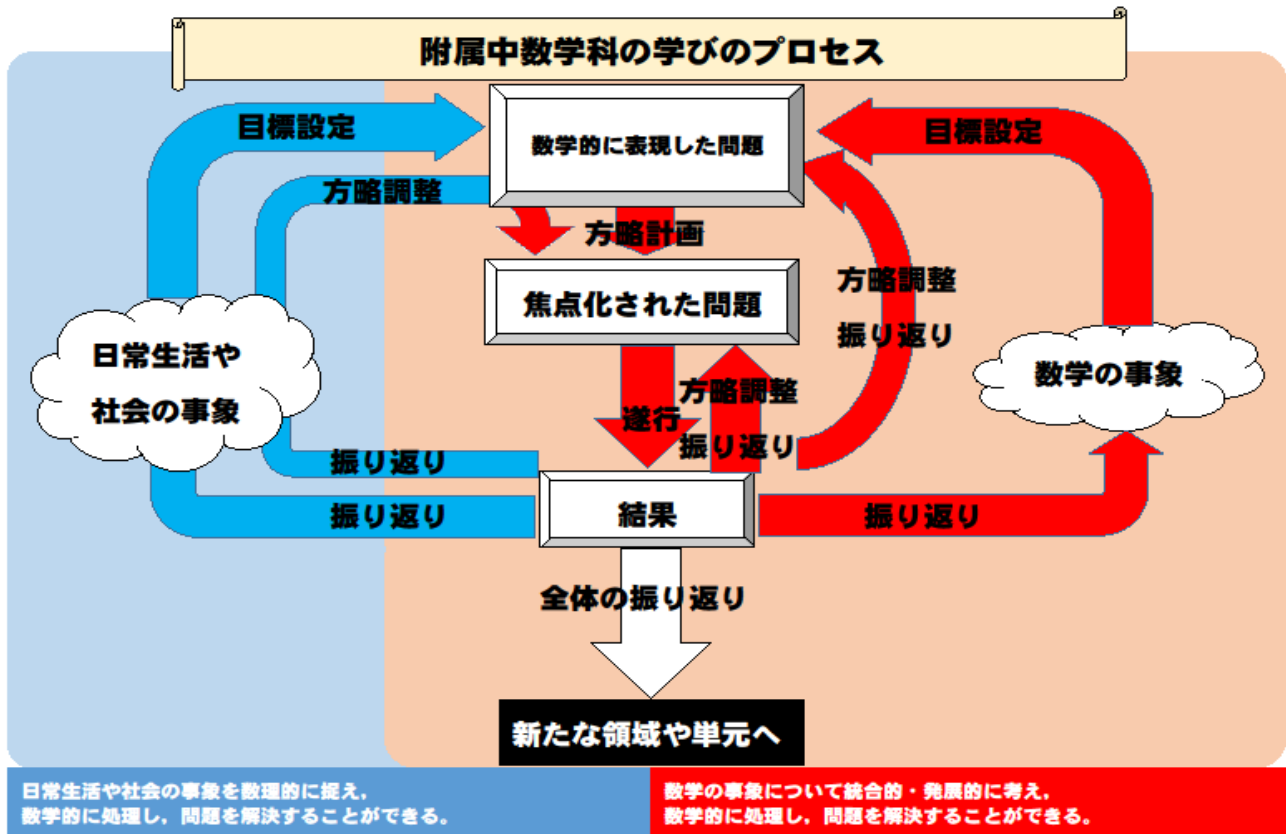 附属中数学科の学びのプロセス
目標設定
数学的に表現した問題
目標設定
方略調整
方略計画
焦点化された問題
方略調整
振り返り
日常生活や
社会の事象
数学の事象
遂行
方略調整
振り返り
振り返り
振り返り
結果
振り返り
全体の振り返り
新たな領域や単元へ
日常生活や社会の事象を数理的に捉え,
数学的に処理し,問題を解決することができる。
数学の事象について統合的・発展的に考え,
数学的に処理し,問題を解決することができる。